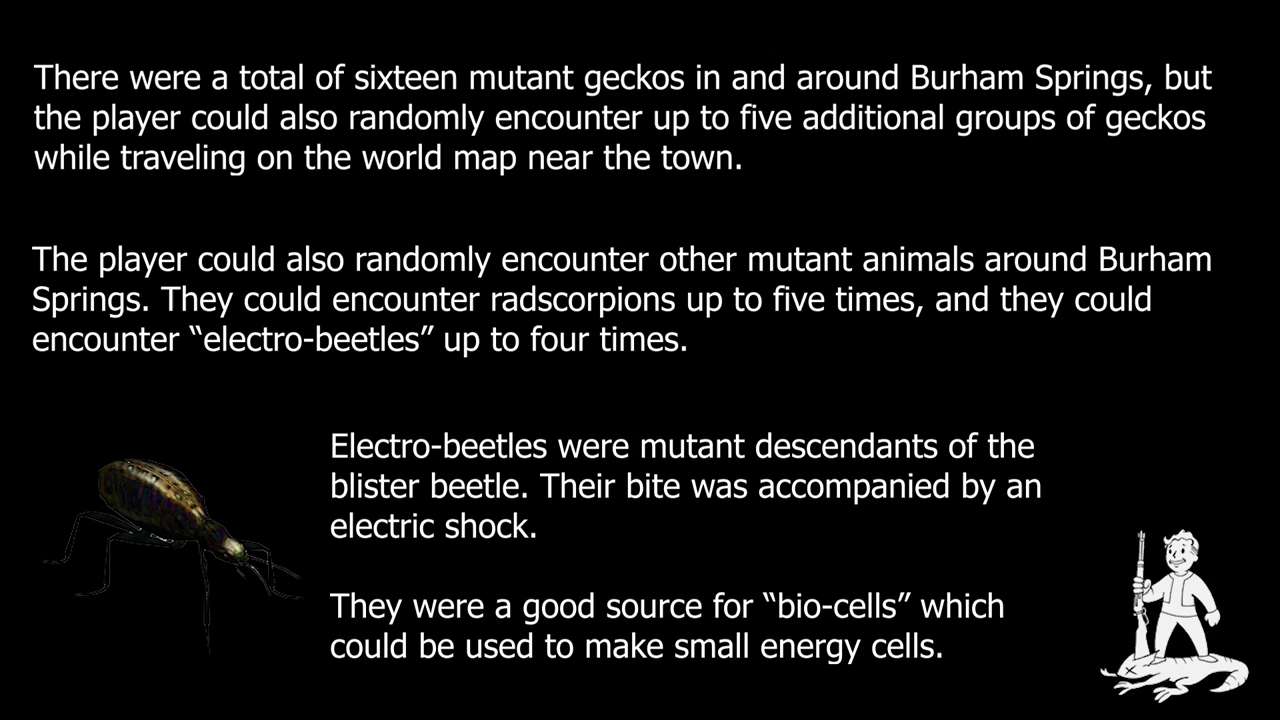 There were a total of sixteen mutant geckos in and around Burham Springs, but
the player could also randomly encounter up to five additional groups of geckos
while traveling on the world map near the town.
The player could also randomly encounter other mutant animals around Burham
Springs. They could encounter radscorpions up to five times, and they could
encounter “electro-beetles” up to four times.
Electro-beetles were mutant descendants of the
blister beetle. Their bite was accompanied by an
electric shock.
They were a good source for “bio-cells” which
could be used to make small energy cells.